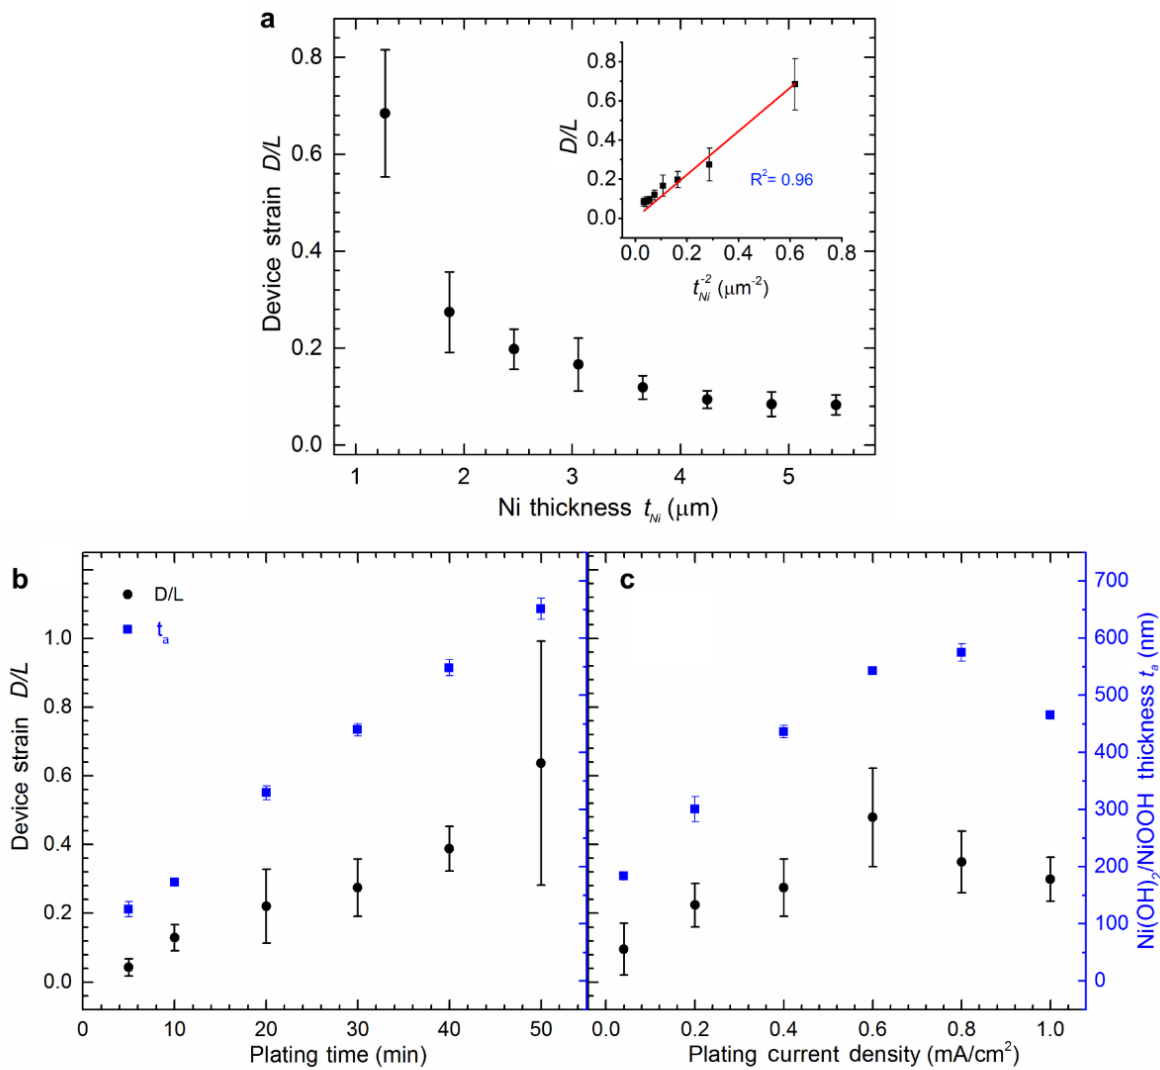 a
Device strain D/L
0.8
0.6
0.4
0.2
0.0
1 2 3 4 5
Ni thickness t_Ni (μm)
D/L
0.8
0.6
0.4
0.2
0.0
R²= 0.96
0.0 0.2 0.4 0.6 0.8
t_Ni^-2 (μm^-2)
b
D/L
t_a
Device strain D/L
1.0
0.8
0.6
0.4
0.2
0.0
0 10 20 30 40 50
Plating time (min)
c
700
600
500
400
300
200
100
0
Ni(OH)₂/NiOOH thickness t_a (nm)
0.0 0.2 0.4 0.6 0.8 1.0
Plating current density (mA/cm²)